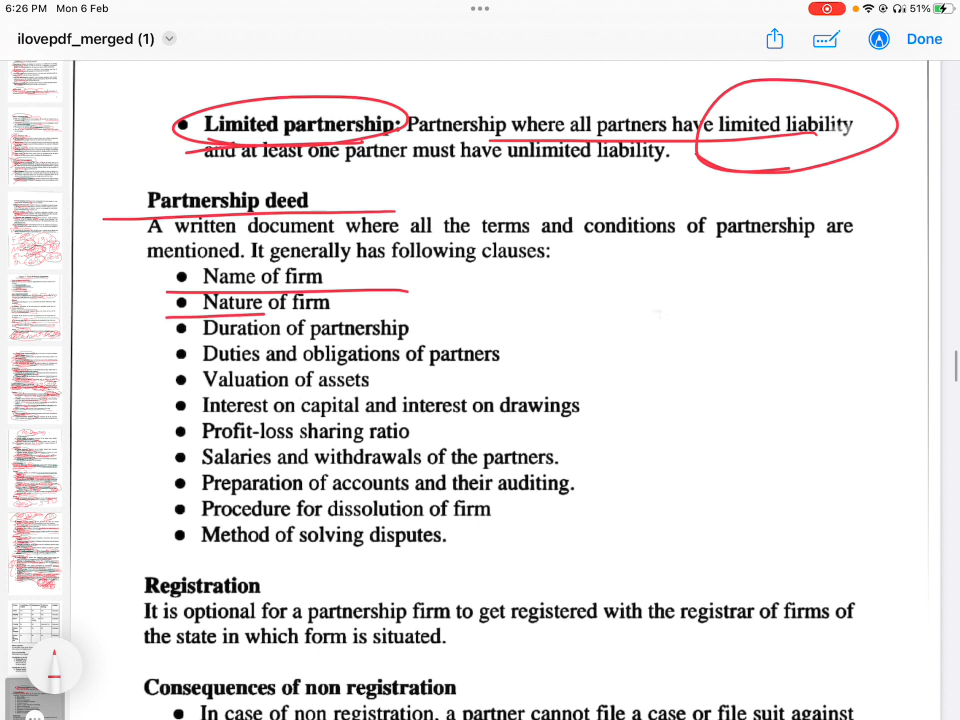 6:26 PM Mon 6 Feb
51%
ilovepdf_merged (1)
Done
• Limited partnership: Partnership where all partners have limited liability
and at least one partner must have unlimited liability.
Partnership deed
A written document where all the terms and conditions of partnership are
mentioned. It generally has following clauses:
• Name of firm
• Nature of firm
• Duration of partnership
• Duties and obligations of partners
• Valuation of assets
• Interest on capital and interest on drawings
• Profit-loss sharing ratio
• Salaries and withdrawals of the partners.
• Preparation of accounts and their auditing.
• Procedure for dissolution of firm
• Method of solving disputes.
Registration
It is optional for a partnership firm to get registered with the registrar of firms of
the state in which form is situated.
Consequences of non registration
• In case of non registration, a partner cannot file a case or file suit against